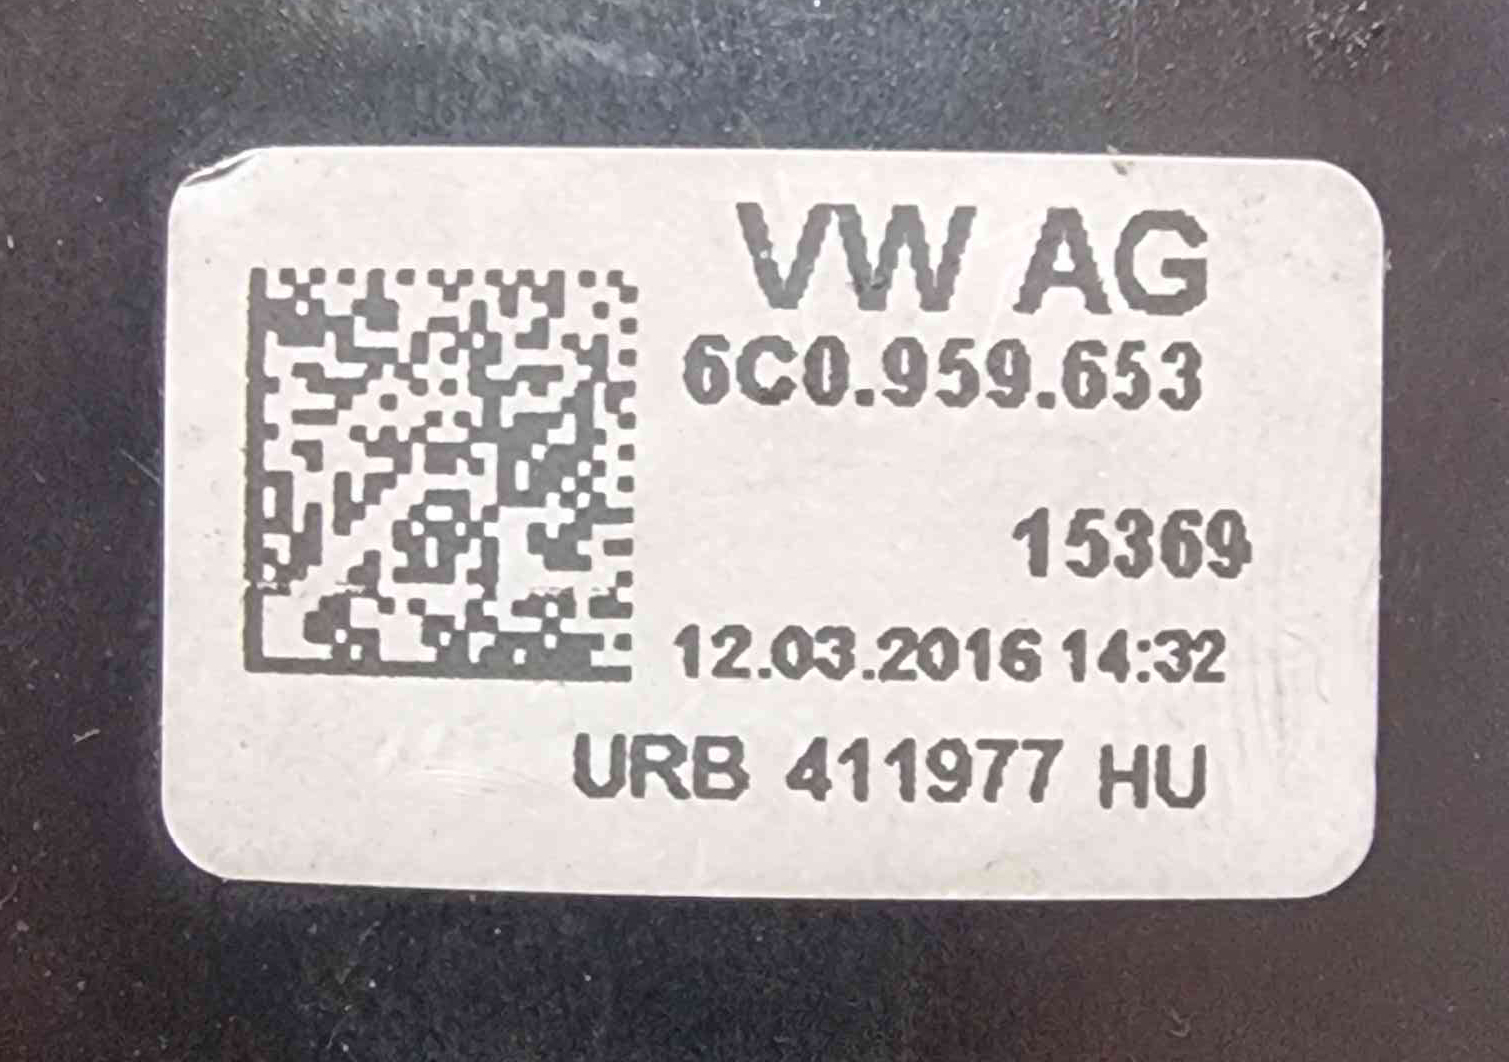 VW AG
6C0.959.653
15369
12.03.2016 14:32
URB 411977 HU